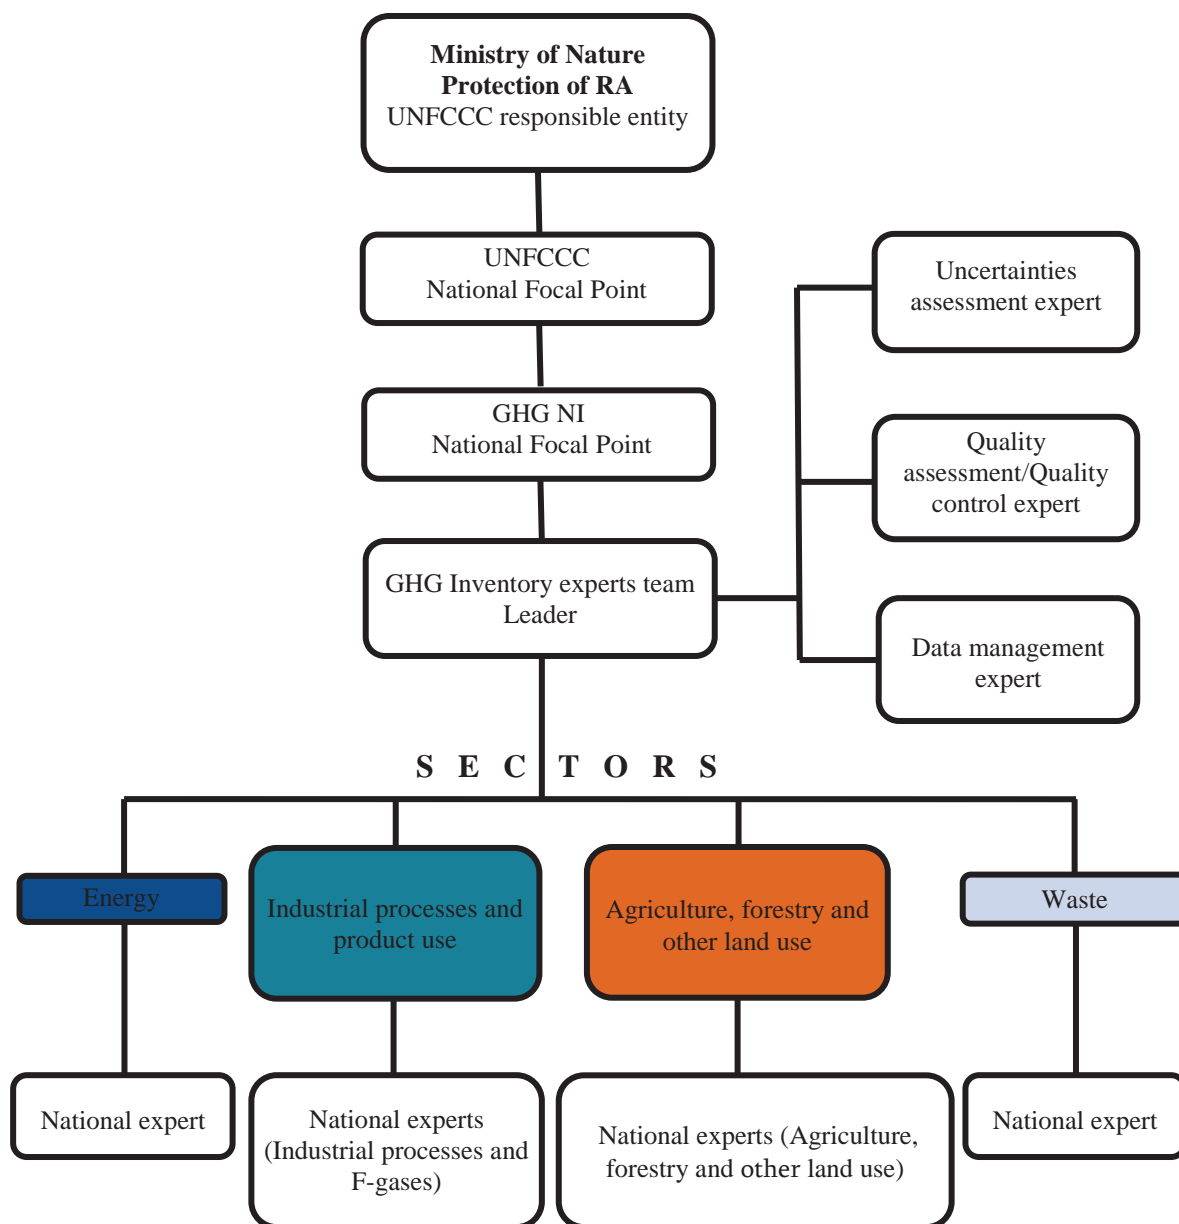 Ministry of Nature
Protection of RA
UNFCCC responsible entity
UNFCCC
National Focal Point
Uncertainties
assessment expert
GHG NI
National Focal Point
Quality
assessment/Quality
control expert
GHG Inventory experts team
Leader
Data management
expert
S E C T O R S
Energy
Industrial processes and
product use
Agriculture, forestry and
other land use
Waste
National expert
National experts
(Industrial processes and
F-gases)
National experts (Agriculture,
forestry and other land use)
National expert